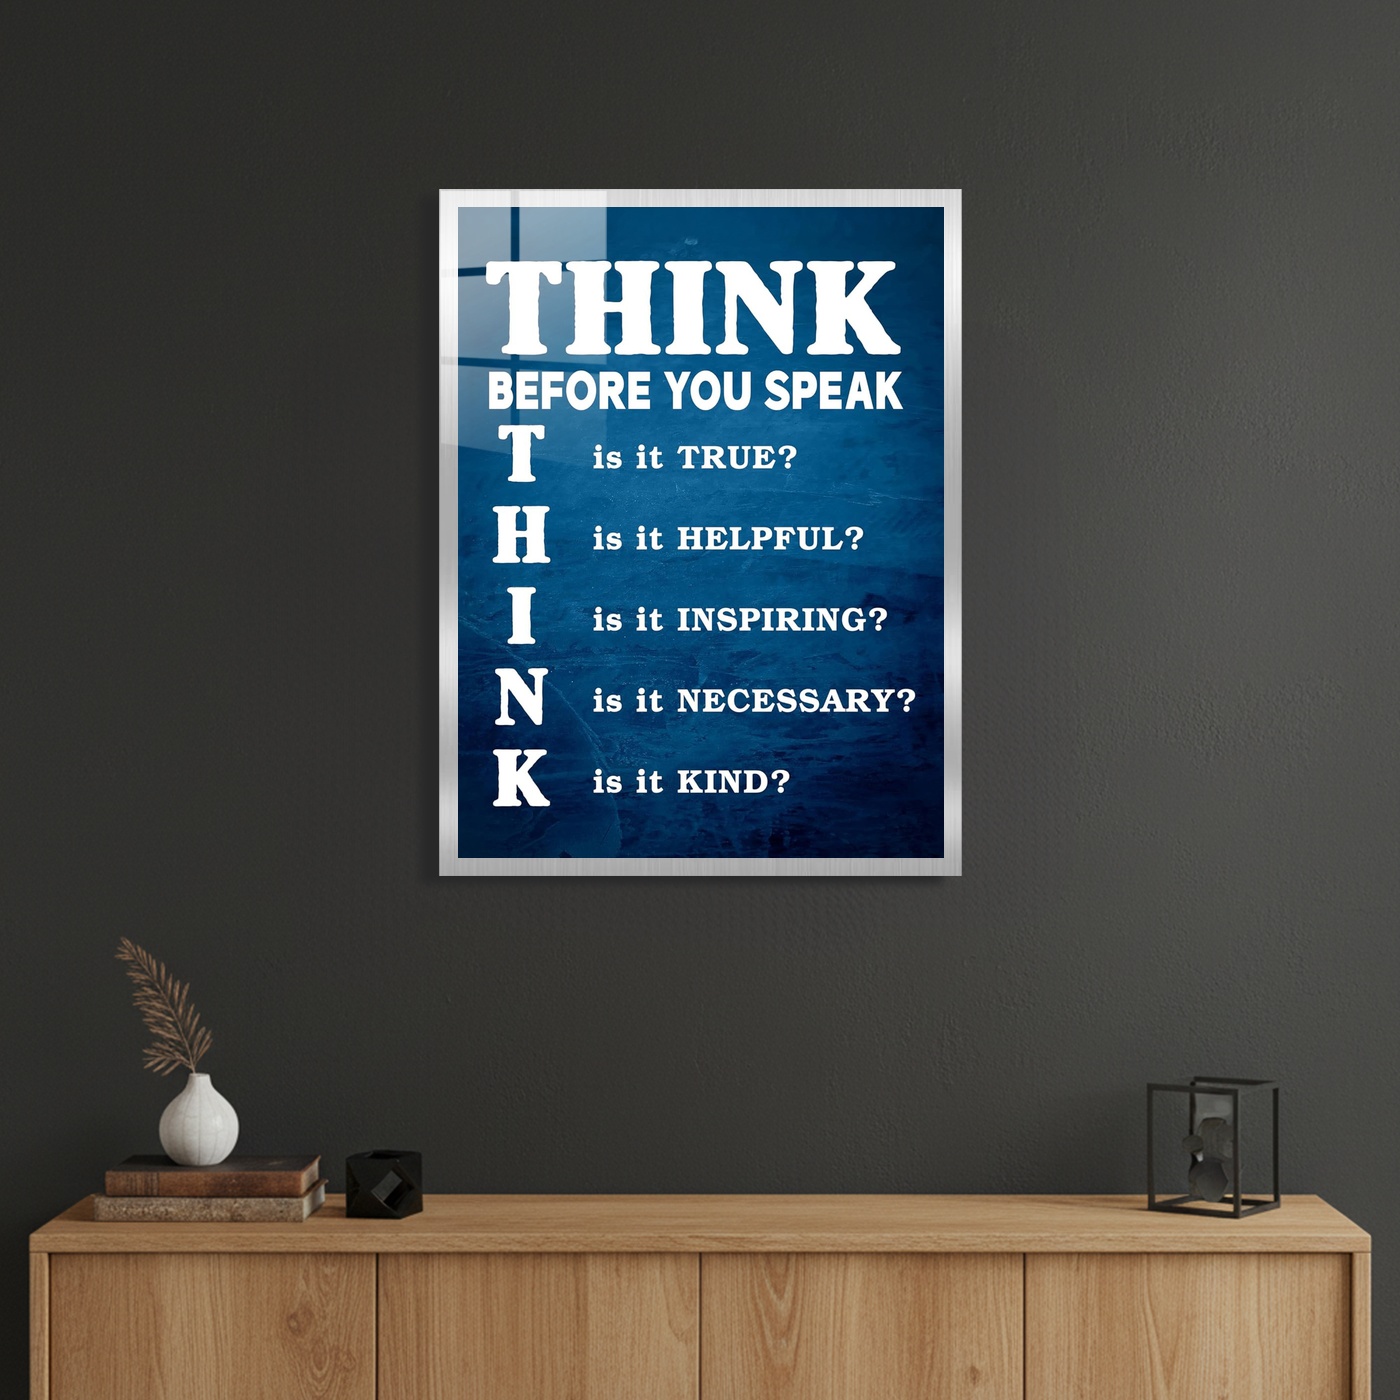 THINK
BEFORE YOU SPEAK
T is it TRUE?
H is it HELPFUL?
I is it INSPIRING?
N is it NECESSARY?
K is it KIND?